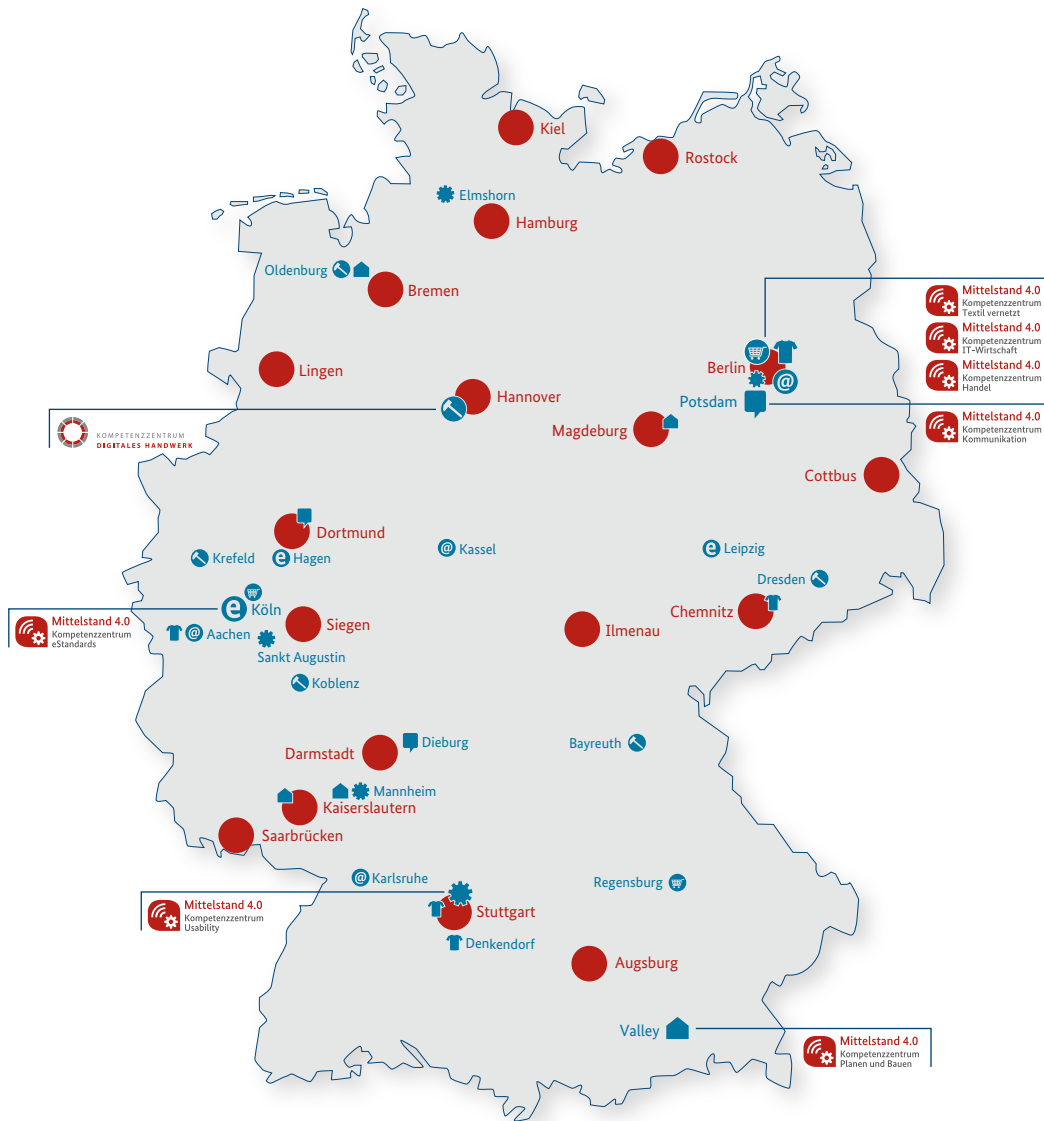 Kiel
Rostock
Elmshorn
Hamburg
Oldenburg
Bremen
Mittelstand 4.0
Kompetenzzentrum
Textil vernetzt
Mittelstand 4.0
Kompetenzzentrum
IT-Wirtschaft
Mittelstand 4.0
Kompetenzzentrum
Handel
Lingen
Berlin
@
Hannover
Potsdam
KOMPETENZZENTRUM
DIGITALES HANDWERK
Magdeburg
Mittelstand 4.0
Kompetenzzentrum
Kommunikation
Cottbus
Dortmund
Krefeld
e Hagen
@ Kassel
e Leipzig
Dresden
e Köln
Chemnitz
Mittelstand 4.0
Kompetenzzentrum
eStandards
@ Aachen
Siegen
Ilmenau
Sankt Augustin
Koblenz
Darmstadt
Dieburg
Bayreuth
Mannheim
Kaiserslautern
Saarbrücken
@ Karlsruhe
Regensburg
Mittelstand 4.0
Kompetenzzentrum
Usability
Stuttgart
Denkendorf
Augsburg
Valley
Mittelstand 4.0
Kompetenzzentrum
Planen und Bauen